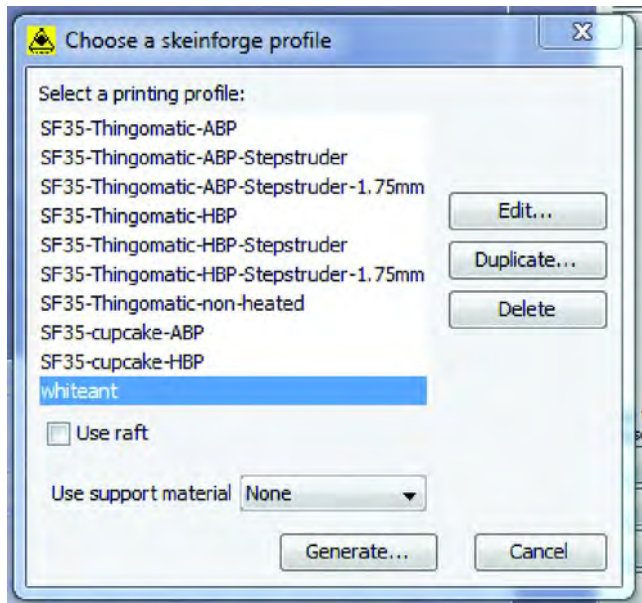 Choose a skeinforge profile
Select a printing profile:
SF35-Thingomatic-ABP
SF35-Thingomatic-ABP-Stepstruder
SF35-Thingomatic-ABP-Stepstruder-1.75mm
SF35-Thingomatic-HBP
SF35-Thingomatic-HBP-Stepstruder
SF35-Thingomatic-HBP-Stepstruder-1.75mm
SF35-Thingomatic-non-heated
SF35-cupcake-ABP
SF35-cupcake-HBP
whiteant
Edit...
Duplicate...
Delete
Use raft
Use support material None
Generate... Cancel